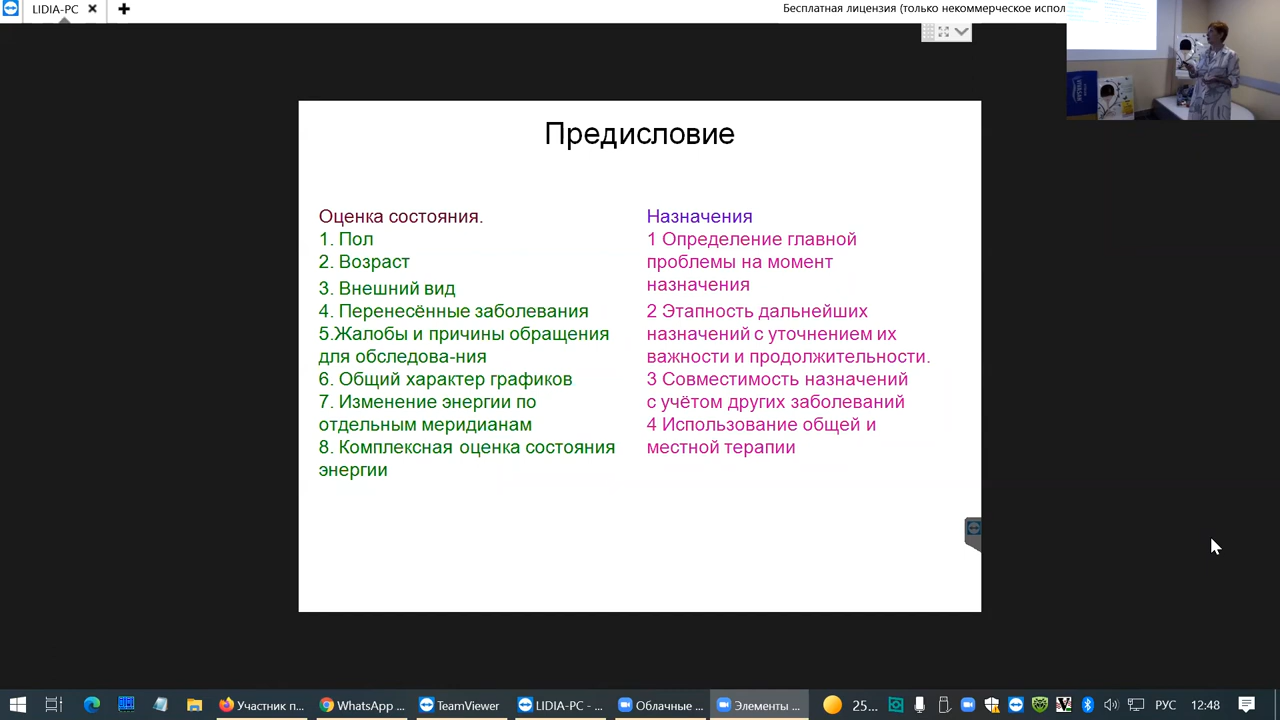 LIDIA-PC
Бесплатная лицензия (только некоммерческое испол
Предисловие
Оценка состояния.
1. Пол
2. Возраст
3. Внешний вид
4. Перенесённые заболевания
5.Жалобы и причины обращения
для обследова-ния
6. Общий характер графиков
7. Изменение энергии по
отдельным меридианам
8. Комплексная оценка состояния
энергии
Назначения
1 Определение главной
проблемы на момент
назначения
2 Этапность дальнейших
назначений с уточнением их
важности и продолжительности.
3 Совместимость назначений
с учётом других заболеваний
4 Использование общей и
местной терапии
Участник п...
WhatsApp ...
TeamViewer
LIDIA-PC - ...
Облачные ...
Элементы ...
25...
РУС
12:48